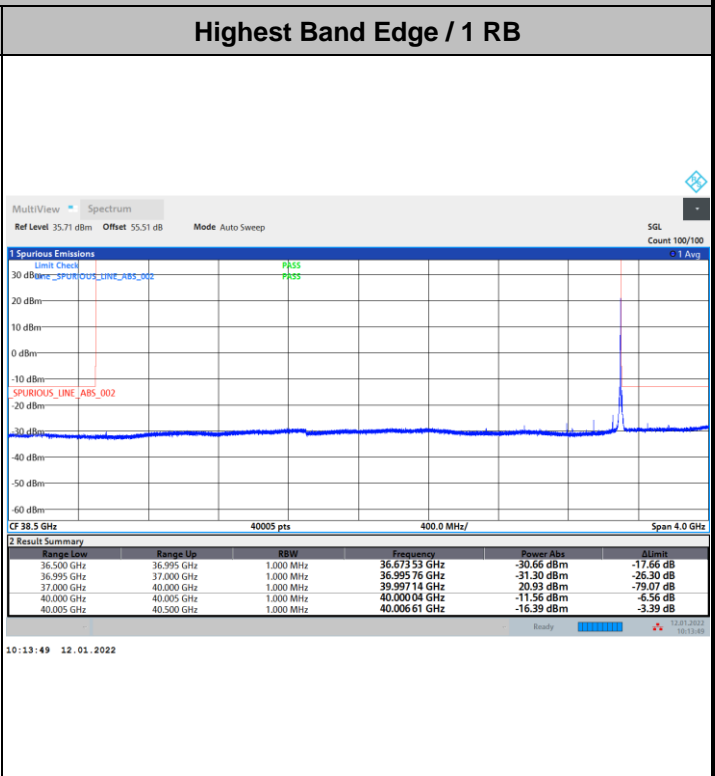 Highest Band Edge / 1 RB
MultiView Spectrum
Ref Level 35.71 dBm Offset 55.51 dB Mode Auto Sweep SGL
Count 100/100
1 Spurious Emissions 1 Avg
Limit Check PASS
30 dBm Line _SPURIOUS_LINE_ABS_002 PASS
20 dBm
10 dBm
0 dBm
-10 dBm
_SPURIOUS_LINE_ABS_002
-20 dBm
-30 dBm
-40 dBm
-50 dBm
-60 dBm
CF 38.5 GHz 40005 pts 400.0 MHz/ Span 4.0 GHz
2 Result Summary
Range Low Range Up RBW Frequency Power Abs ΔLimit
36.500 GHz 36.995 GHz 1.000 MHz 36.673 53 GHz -30.66 dBm -17.66 dB
36.995 GHz 37.000 GHz 1.000 MHz 36.995 76 GHz -31.30 dBm -26.30 dB
37.000 GHz 40.000 GHz 1.000 MHz 39.997 14 GHz 20.93 dBm -79.07 dB
40.000 GHz 40.005 GHz 1.000 MHz 40.000 04 GHz -11.56 dBm -6.56 dB
40.005 GHz 40.500 GHz 1.000 MHz 40.006 61 GHz -16.39 dBm -3.39 dB
Ready 12.01.2022
10:13:49
10:13:49 12.01.2022